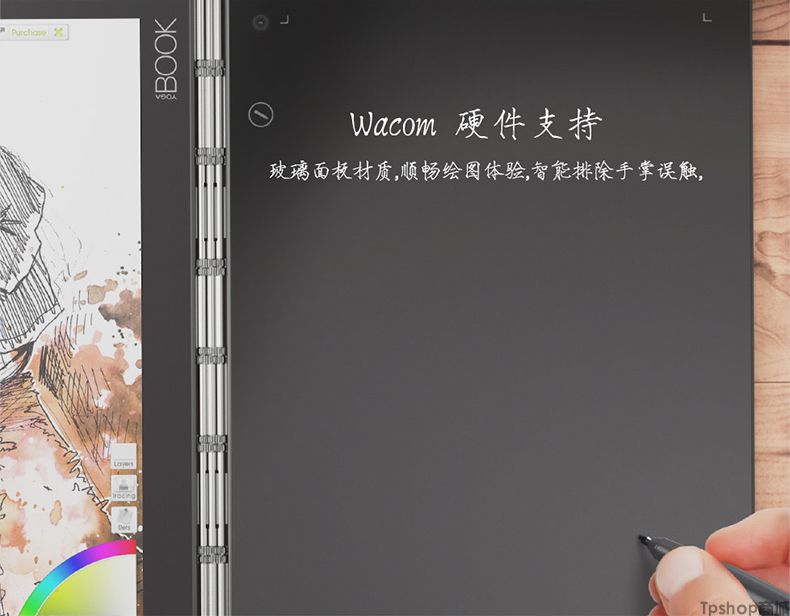 Purchase
YOGA BOOK
Wacom 硬件支持
玻璃面板材质,顺畅绘图体验,智能排除手掌误触,
Layers
Tracing
Refs
Tpshop商城